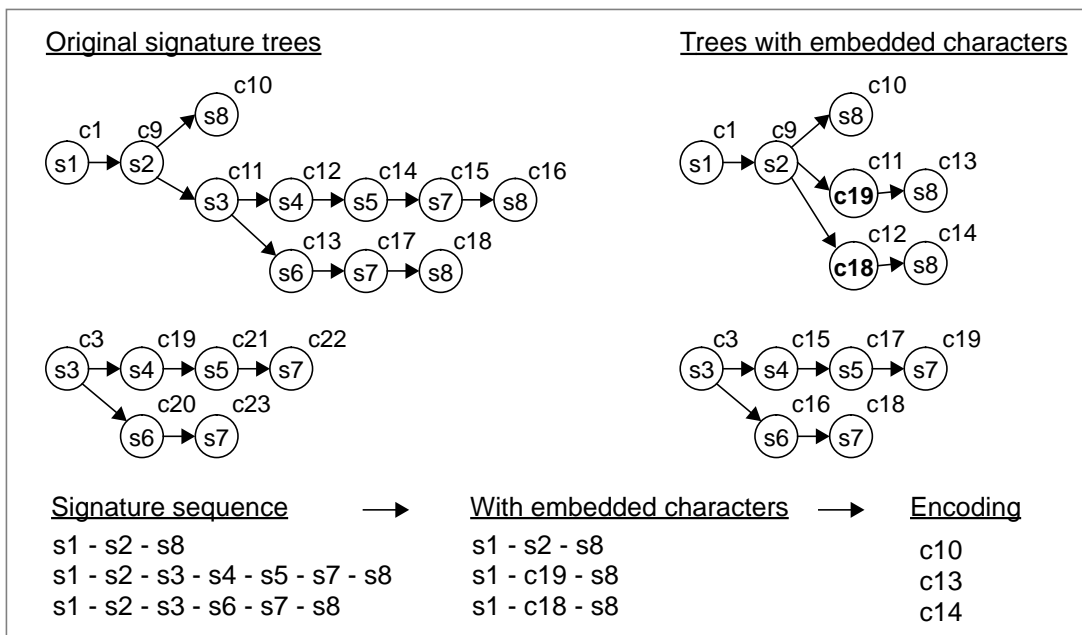 Original signature trees
Trees with embedded characters
c10
s8
c1
c9
s1
s2
c11
c12
c14
c15
c16
s3
s4
s5
s7
s8
c13
c17
c18
s6
s7
s8
c3
c19
c21
c22
s3
s4
s5
s7
c20
c23
s6
s7
c10
s8
c1
c9
s1
s2
c11
c13
c19
s8
c12
c14
c18
s8
c3
c15
c17
c19
s3
s4
s5
s7
c16
c18
s6
s7
Signature sequence
s1 - s2 - s8
s1 - s2 - s3 - s4 - s5 - s7 - s8
s1 - s2 - s3 - s6 - s7 - s8
With embedded characters
s1 - s2 - s8
s1 - c19 - s8
s1 - c18 - s8
Encoding
c10
c13
c14